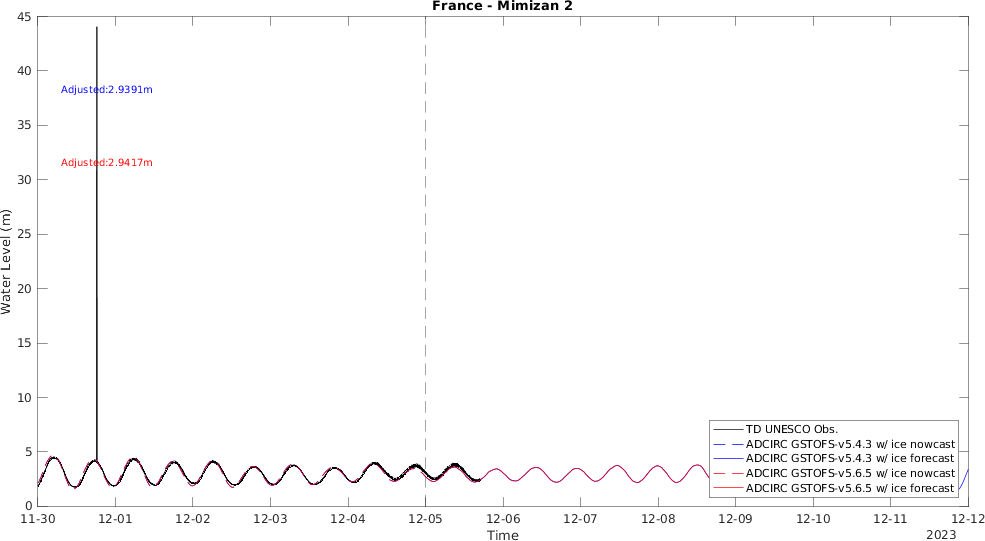 France - Mimizan 2
45
40
35
30
25
20
15
10
5
0
Water Level (m)
Adjusted:2.9391m
Adjusted:2.9417m
TD UNESCO Obs.
ADCIRC GSTOFS-v5.4.3 w/ ice nowcast
ADCIRC GSTOFS-v5.4.3 w/ ice forecast
ADCIRC GSTOFS-v5.6.5 w/ ice nowcast
ADCIRC GSTOFS-v5.6.5 w/ ice forecast
11-30 12-01 12-02 12-03 12-04 12-05 12-06 12-07 12-08 12-09 12-10 12-11 12-12
Time
2023